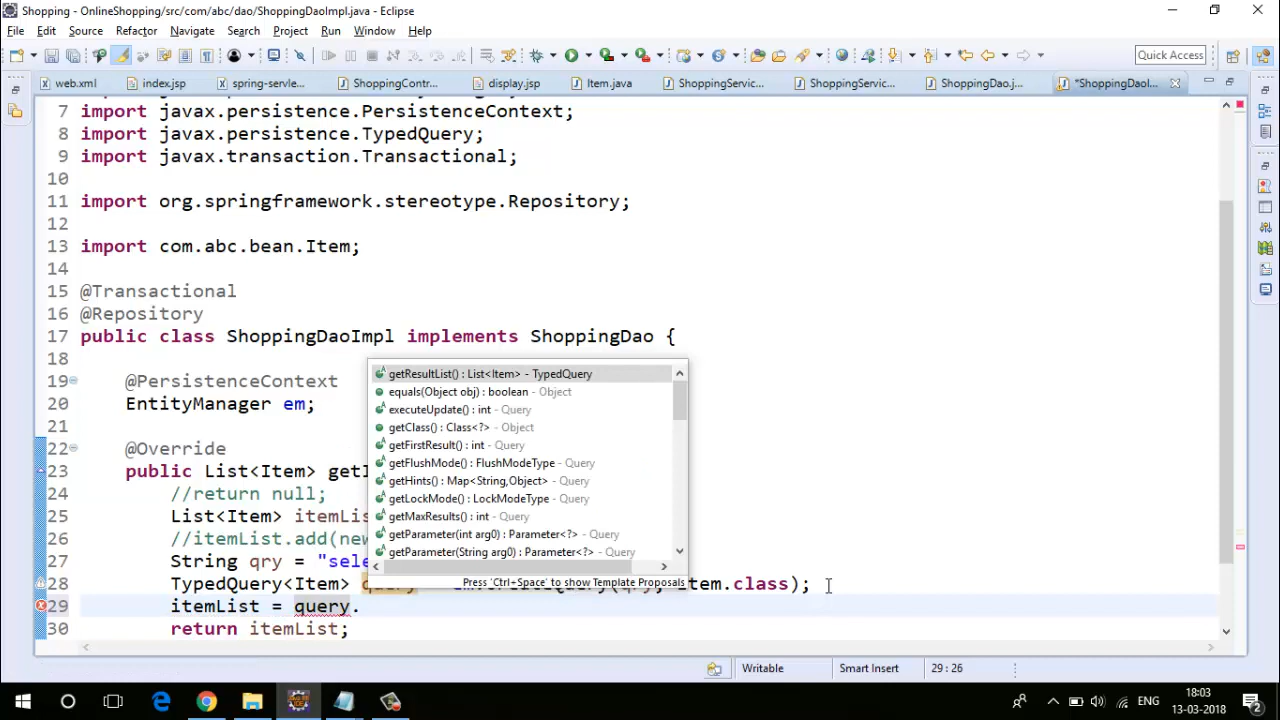 Shopping - OnlineShopping/src/com/abc/dao/ShoppingDaoImpl.java - Eclipse
File Edit Source Refactor Navigate Search Project Run Window Help
Quick Access
web.xml index.jsp spring-servle... ShoppingContr... display.jsp Item.java ShoppingServic... ShoppingServic... ShoppingDao.j... *ShoppingDaoI...
7 import javax.persistence.PersistenceContext;
8 import javax.persistence.TypedQuery;
9 import javax.transaction.Transactional;
10
11 import org.springframework.stereotype.Repository;
12
13 import com.abc.bean.Item;
14
15 @Transactional
16 @Repository
17 public class ShoppingDaoImpl implements ShoppingDao {
18
19 @PersistenceContext
20 EntityManager em;
21
22 @Override
23 public List<Item> getI
24 //return null;
25 List<Item> itemLis
26 //itemList.add(new
27 String qry = "sele
28 TypedQuery<Item> query = em.createQuery(qry, Item.class);
29 itemList = query.
30 return itemList;
getResultList() : List<Item> - TypedQuery
equals(Object obj) : boolean - Object
executeUpdate() : int - Query
getClass() : Class<?> - Object
getFirstResult() : int - Query
getFlushMode() : FlushModeType - Query
getHints() : Map<String,Object> - Query
getLockMode() : LockModeType - Query
getMaxResults() : int - Query
getParameter(int arg0) : Parameter<?> - Query
getParameter(String arg0) : Parameter<?> - Query
Press 'Ctrl+Space' to show Template Proposals
Writable Smart Insert 29 : 26
ENG 18:03
13-03-2018 2